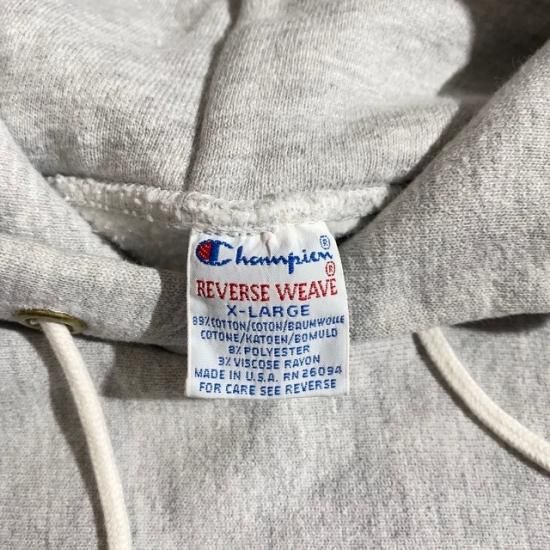 Champion®
REVERSE WEAVE®
X-LARGE
89% COTTON/COTON/BAUMWOLLE
COTONE/KATOEN/BOMULD
8% POLYESTER
3% VISCOSE RAYON
MADE IN U.S.A. RN 26094
FOR CARE SEE REVERSE